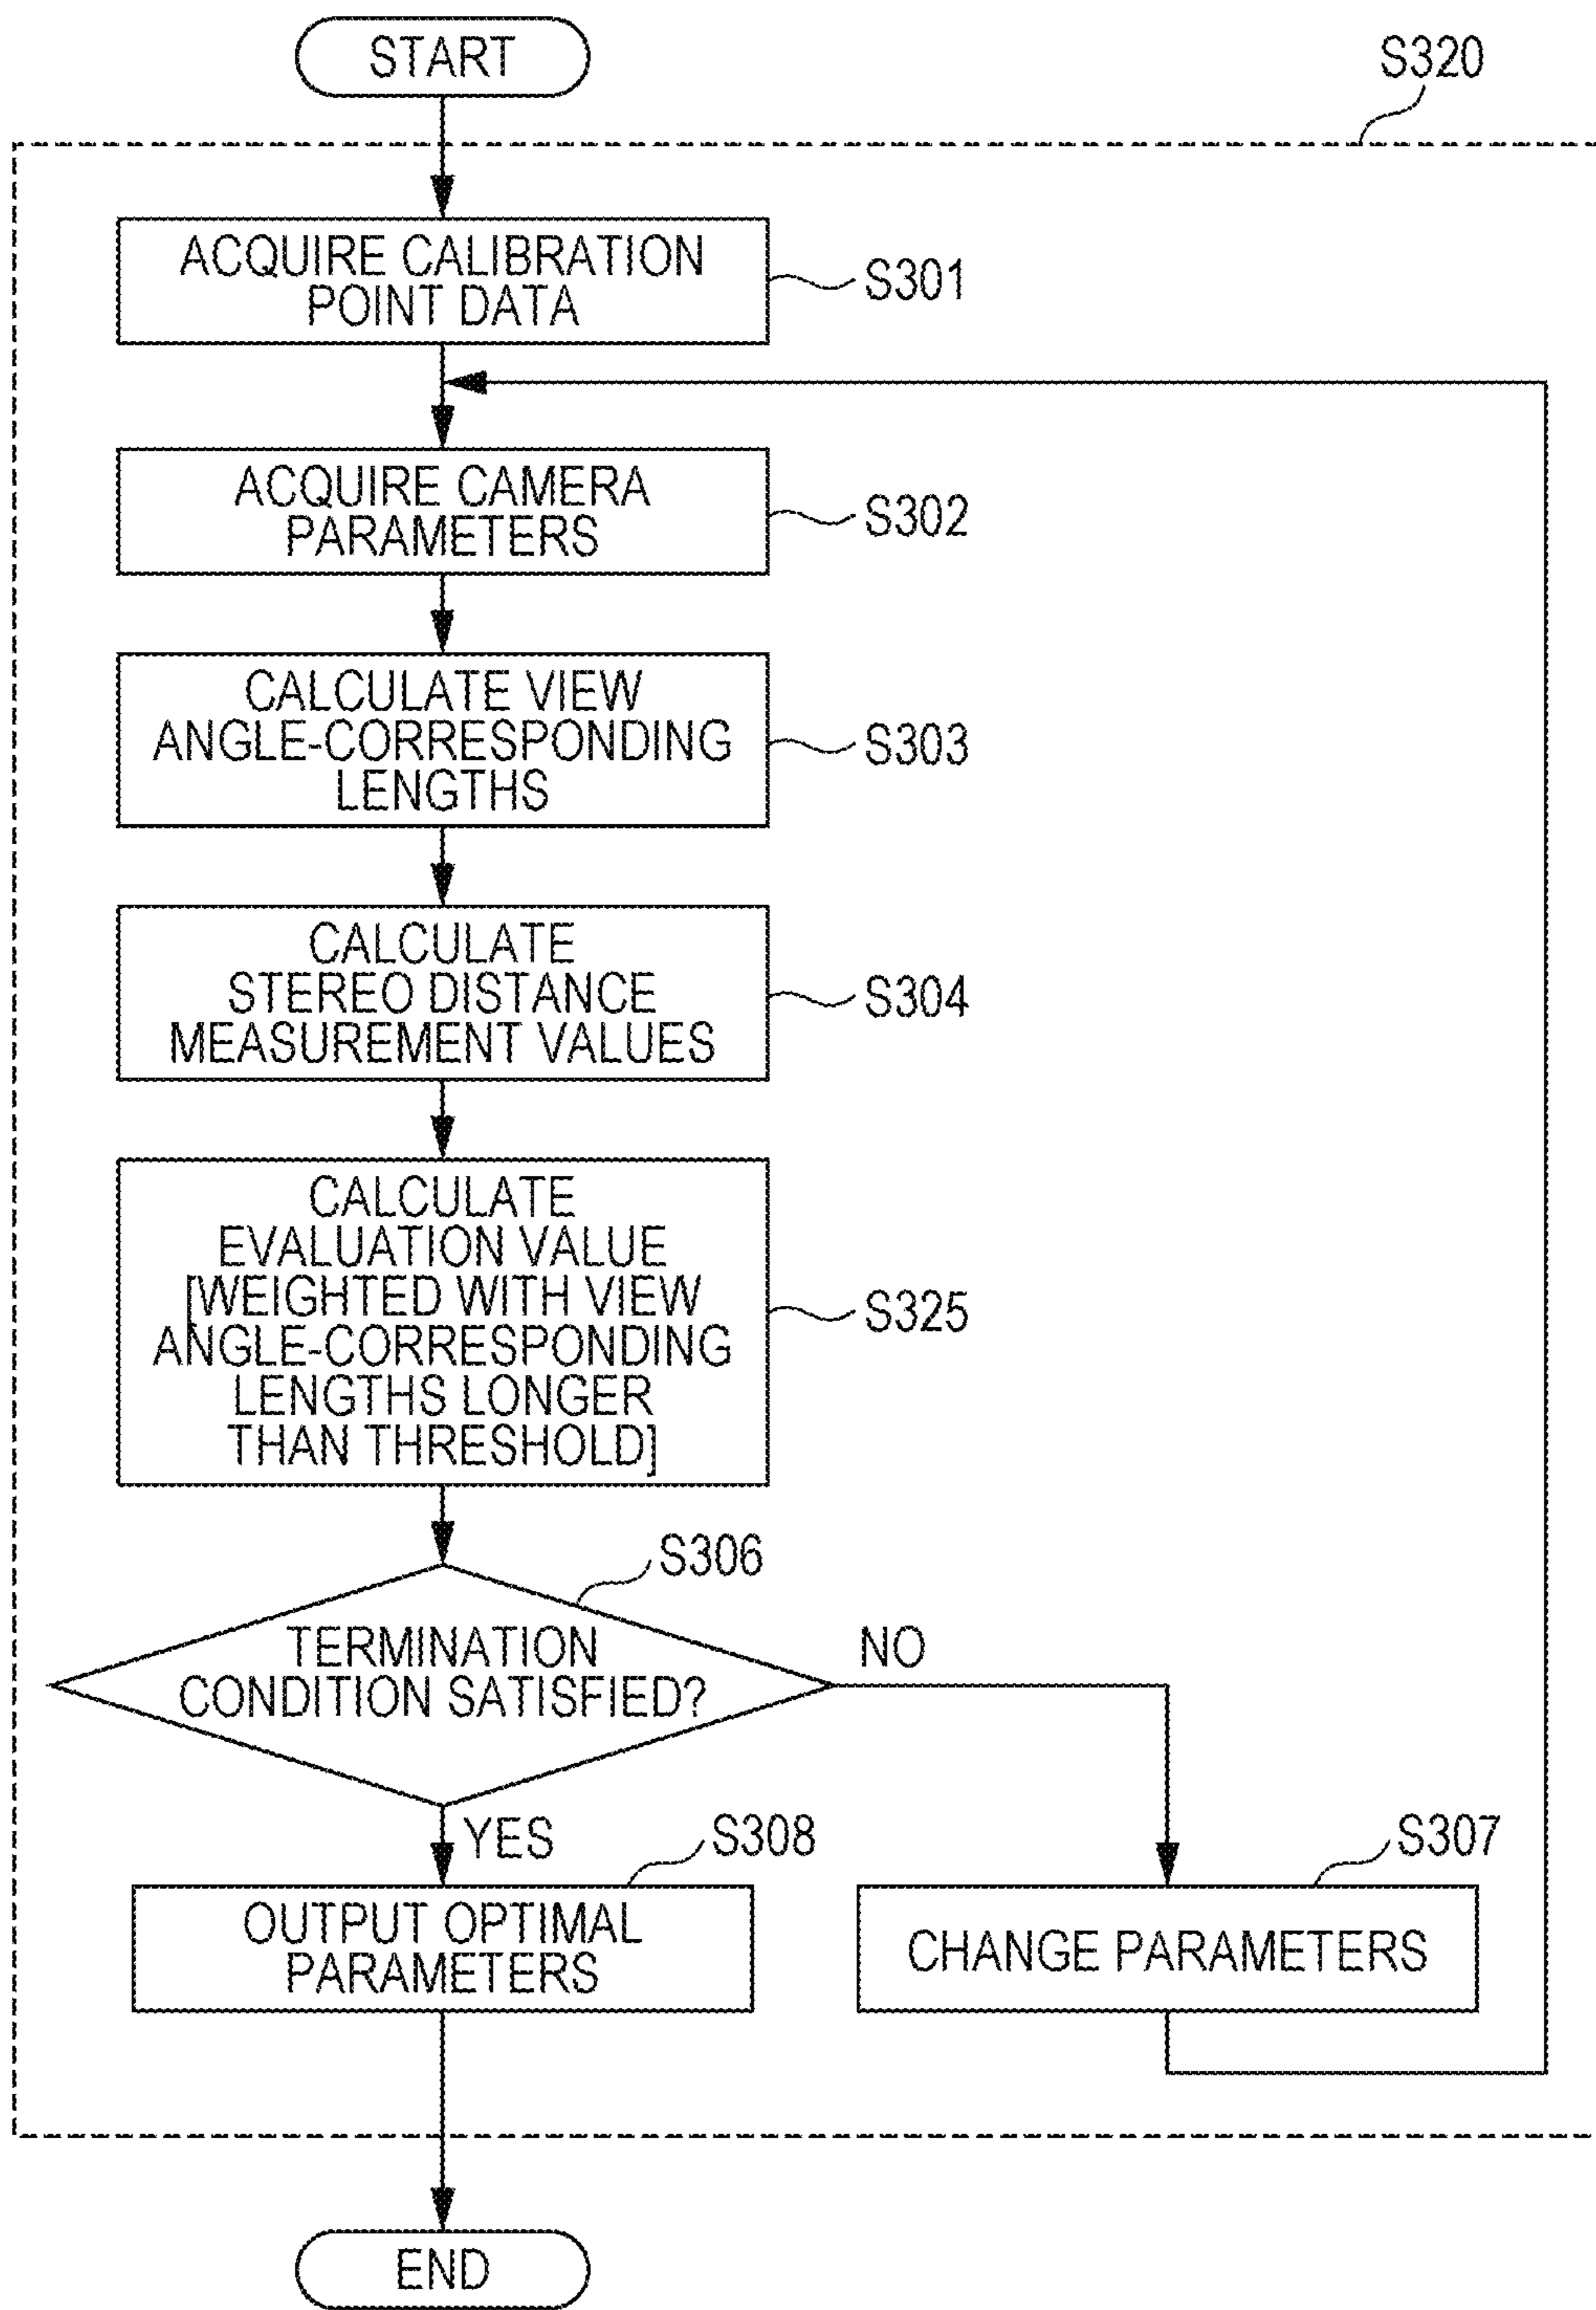 START
S320
ACQUIRE CALIBRATION
POINT DATA
S301
ACQUIRE CAMERA
PARAMETERS
S302
CALCULATE VIEW
ANGLE-CORRESPONDING
LENGTHS
S303
CALCULATE
STEREO DISTANCE
MEASUREMENT VALUES
S304
CALCULATE
EVALUATION VALUE
[WEIGHTED WITH VIEW
ANGLE-CORRESPONDING
LENGTHS LONGER
THAN THRESHOLD]
S325
S306
TERMINATION
CONDITION SATISFIED?
NO
YES
S308
S307
OUTPUT OPTIMAL
PARAMETERS
CHANGE PARAMETERS
END